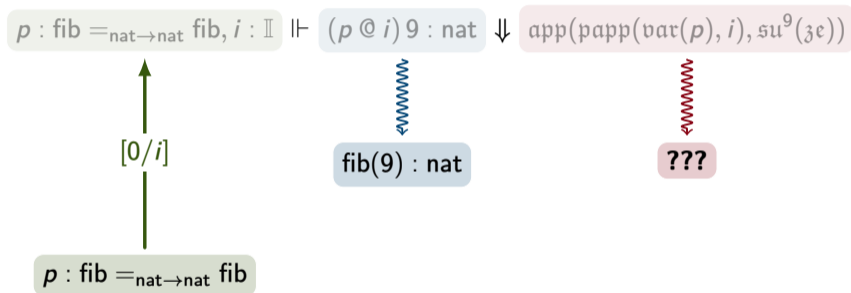 p : fib =nat→nat fib, i : 𝕀 ⊩ (p @ i) 9 : nat ⇓ 𝔞𝔭𝔭(𝔭𝔞𝔭𝔭(𝔳𝔞𝔯(p), i), 𝔰𝔲⁹(𝔷𝔢))
[0/i]
fib(9) : nat
???
p : fib =nat→nat fib